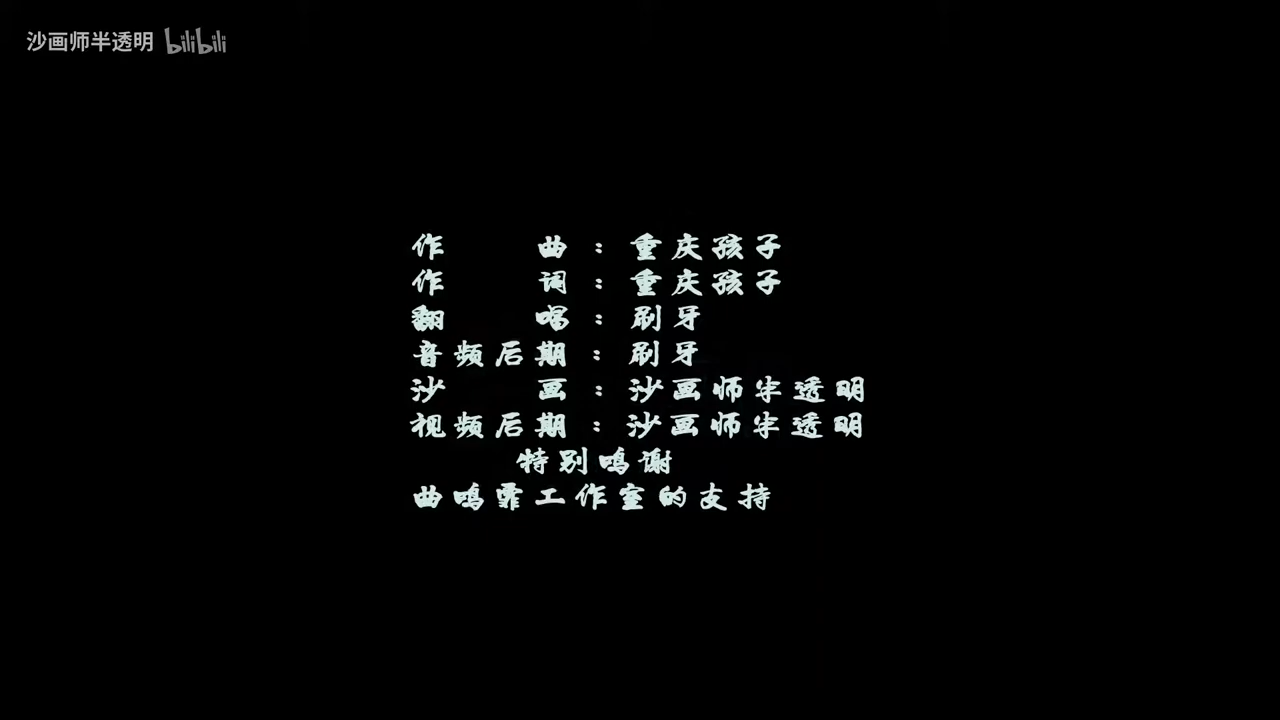 沙画师半透明 bilibili
作 曲：重庆孩子
作 词：重庆孩子
翻 唱：刷牙
音频后期：刷牙
沙 画：沙画师半透明
视频后期：沙画师半透明
特别鸣谢
曲鸣霏工作室的支持